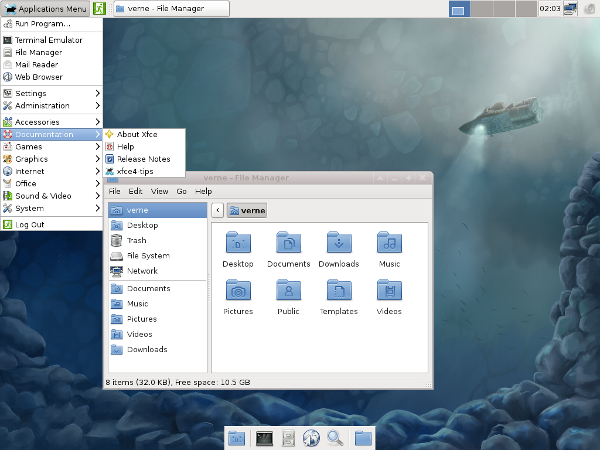 Applications Menu
verne - File Manager
02:03
Run Program...
Terminal Emulator
File Manager
Mail Reader
Web Browser
Settings
Administration
Accessories
Documentation
Games
Graphics
Internet
Office
Sound & Video
System
Log Out
About Xfce
Help
Release Notes
xfce4-tips
verne - File Manager
File Edit View Go Help
verne
Desktop
Trash
File System
Network
Documents
Music
Pictures
Videos
Downloads
verne
Desktop Documents Downloads Music
Pictures Public Templates Videos
8 items (32.0 KB), Free space: 10.5 GB